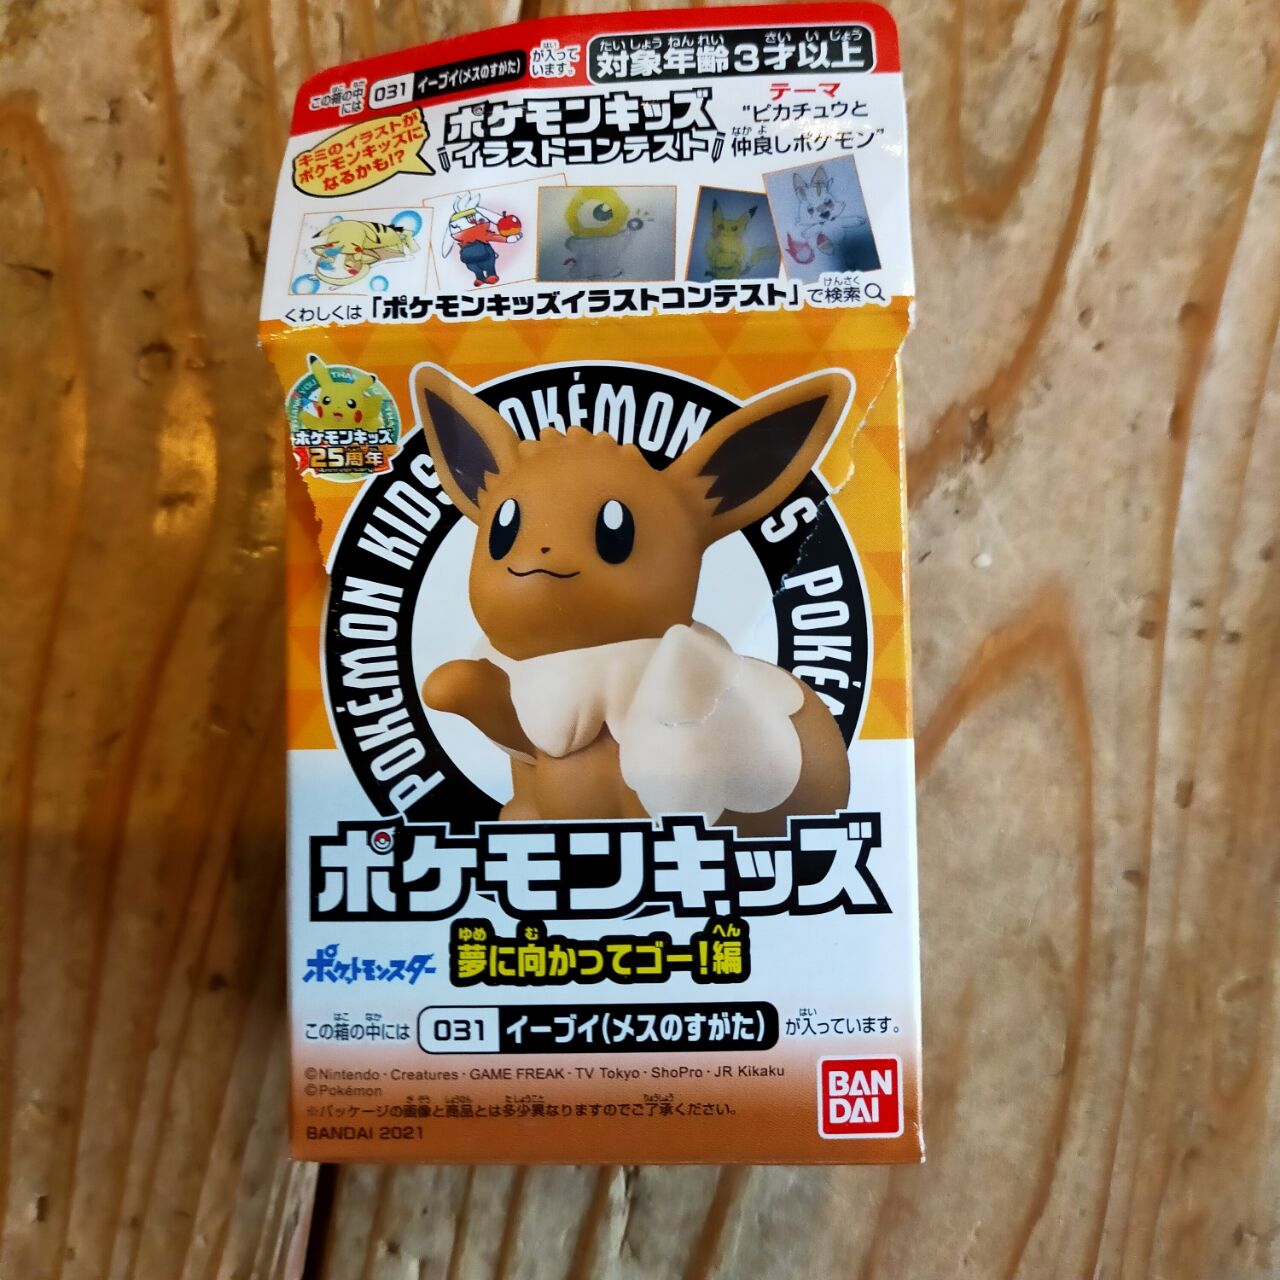 この箱の中には 031 イーブイ(メスのすがた) が入っています。
対象年齢3才以上
キミのイラストが
ポケモンキッズに
なるかも!?
ポケモンキッズ
イラストコンテスト
テーマ
"ピカチュウと
仲良しポケモン"
くわしくは「ポケモンキッズイラストコンテスト」で検索
ポケモンキッズ
25周年
POKÉMON KIDS POKÉMON
S POKÉ
ポケモンキッズ
ポケットモンスター
夢に向かってゴー!編
この箱の中には 031 イーブイ(メスのすがた) が入っています。
©Nintendo・Creatures・GAME FREAK・TV Tokyo・ShoPro・JR Kikaku
©Pokémon
※パッケージの画像と商品とは多少異なりますのでご了承ください。
BANDAI 2021
BAN
DAI